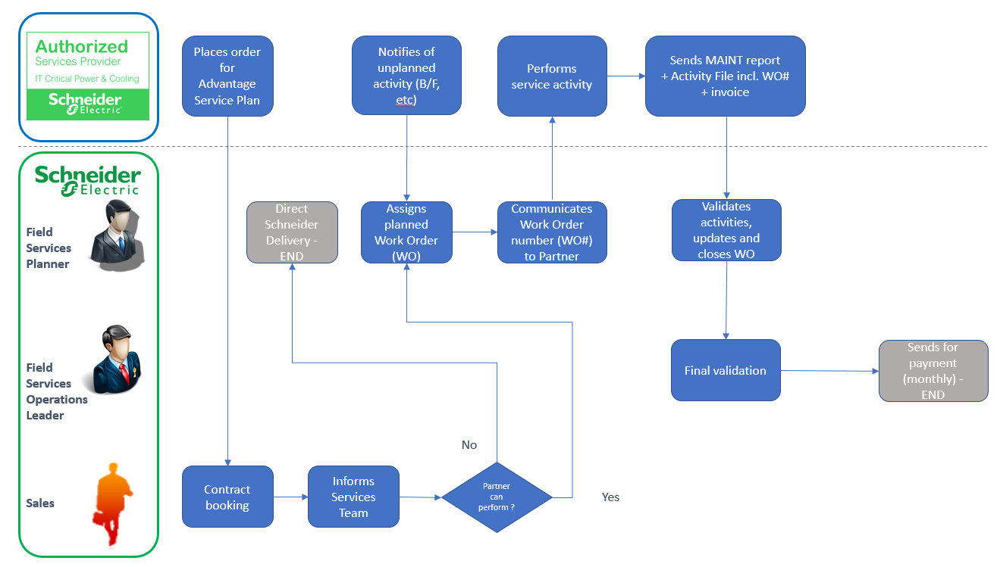 Authorized
Services Provider
IT Critical Power & Cooling
Schneider
Electric
Places order
for
Advantage
Service Plan
Notifies of
unplanned
activity (B/F,
etc)
Performs
service activity
Sends MAINT report
+ Activity File incl. WO#
+ invoice
Schneider
Electric
Field
Services
Planner
Direct
Schneider
Delivery -
END
Assigns
planned
Work Order
(WO)
Communicates
Work Order
number (WO#)
to Partner
Validates
activities,
updates and
closes WO
Field
Services
Operations
Leader
Final validation
Sends for
payment
(monthly) -
END
Sales
Contract
booking
Informs
Services
Team
Partner
can
perform ?
No
Yes